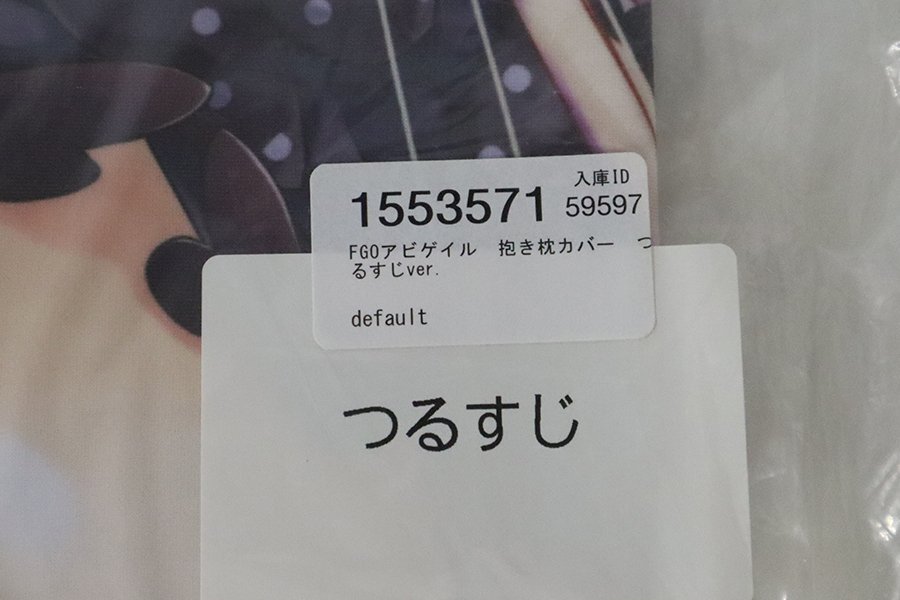 1553571 入庫ID
59597
FGOアビゲイル 抱き枕カバー つ
るすじver.
default
つるすじ